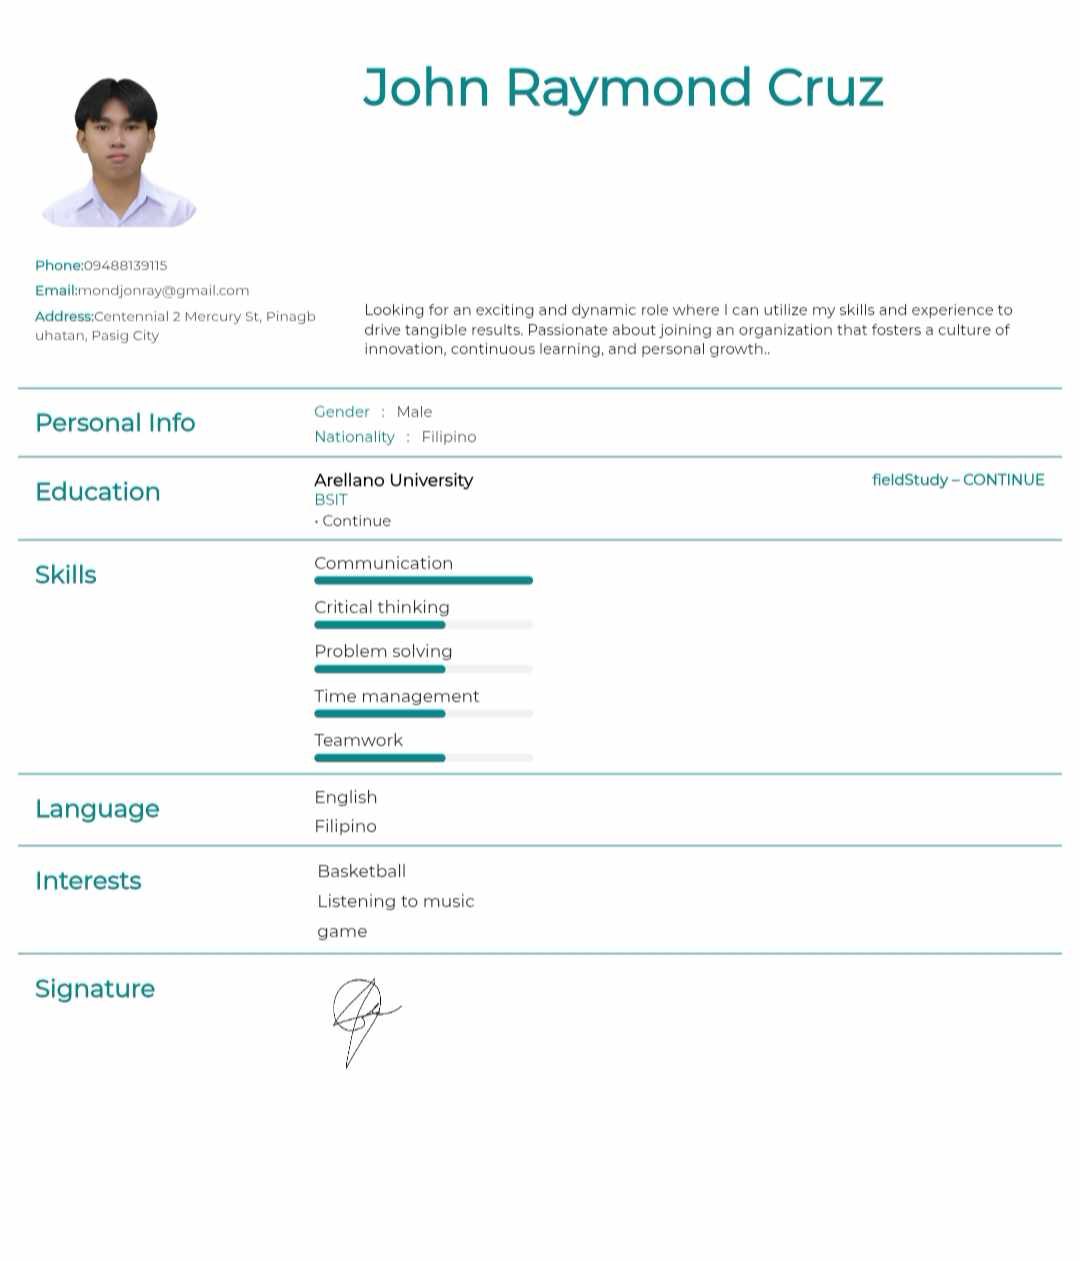 John Raymond Cruz
Phone:09488139115
Email:mondjonray@gmail.com
Address:Centennial 2 Mercury St, Pinagb
uhatan, Pasig City
Looking for an exciting and dynamic role where I can utilize my skills and experience to
drive tangible results. Passionate about joining an organization that fosters a culture of
innovation, continuous learning, and personal growth..
Personal Info
Gender : Male
Nationality : Filipino
Education
Arellano University
fieldStudy – CONTINUE
BSIT
• Continue
Skills
Communication
Critical thinking
Problem solving
Time management
Teamwork
Language
English
Filipino
Interests
Basketball
Listening to music
game
Signature